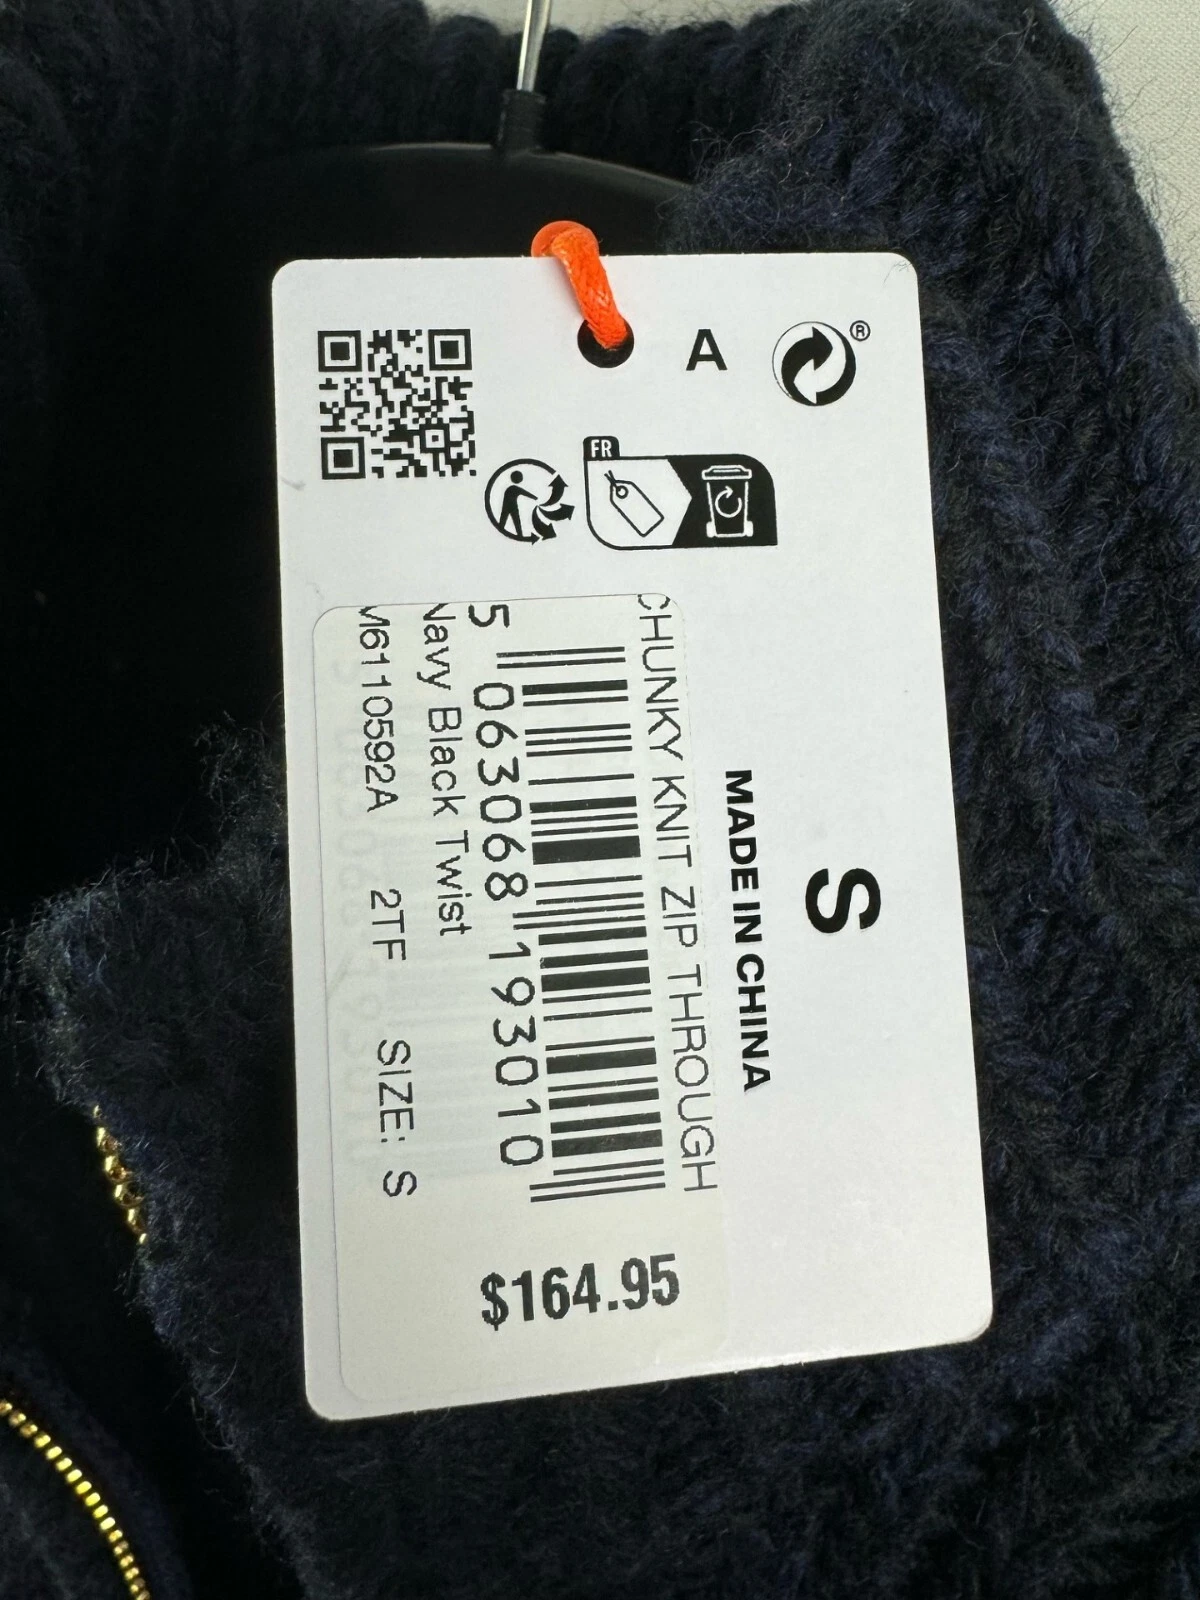 A
®
FR
S
MADE IN CHINA
CHUNKY KNIT ZIP THROUGH
5 063068 193010
Navy Black Twist
M6110592A 2TF SIZE: S
$164.95